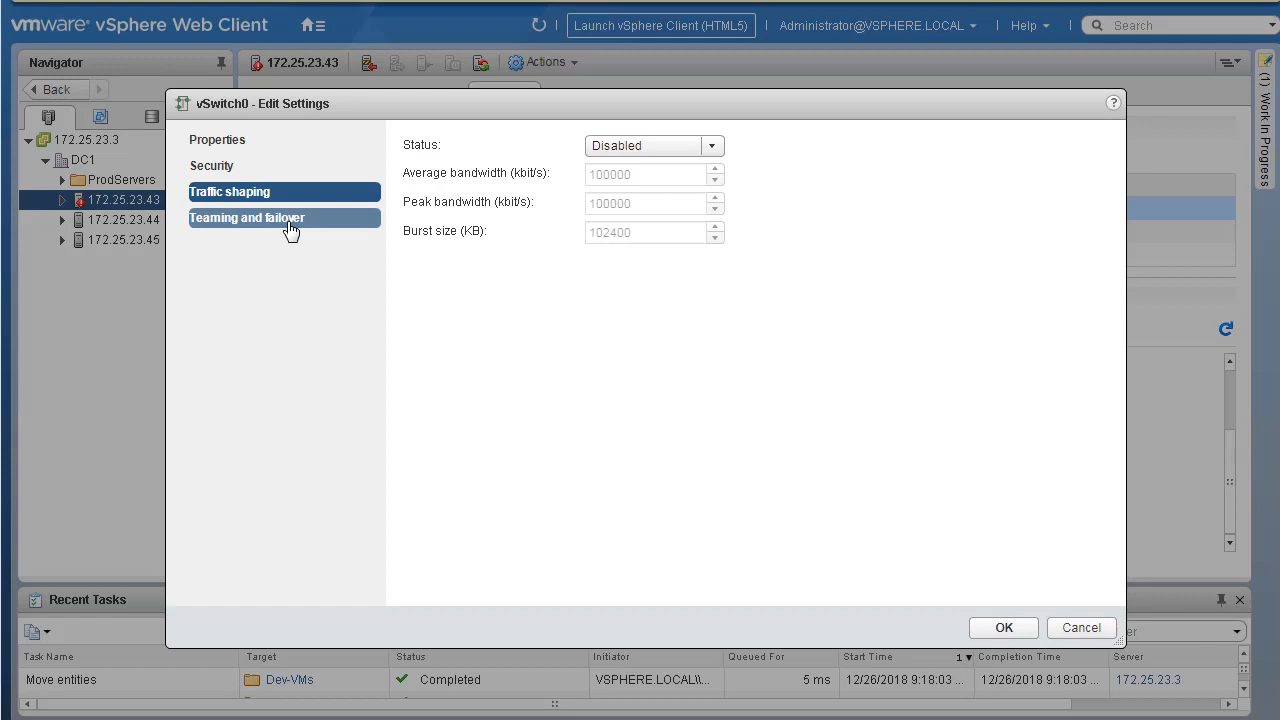 vmware® vSphere Web Client
Launch vSphere Client (HTML5)
Administrator@VSPHERE.LOCAL
Help
Search
Navigator
172.25.23.43
Actions
Back
172.25.23.3
DC1
ProdServers
172.25.23.43
172.25.23.44
172.25.23.45
(1) Work In Progress
vSwitch0 - Edit Settings
?
Properties
Security
Traffic shaping
Teaming and failover
Status:
Disabled
Average bandwidth (kbit/s):
100000
Peak bandwidth (kbit/s):
100000
Burst size (KB):
102400
OK
Cancel
Recent Tasks
Task Name
Target
Status
Initiator
Queued For
Start Time
1
Completion Time
Server
Move entities
Dev-VMs
Completed
VSPHERE.LOCAL\\...
5 ms
12/26/2018 9:18:03 ...
12/26/2018 9:18:03 ...
172.25.23.3